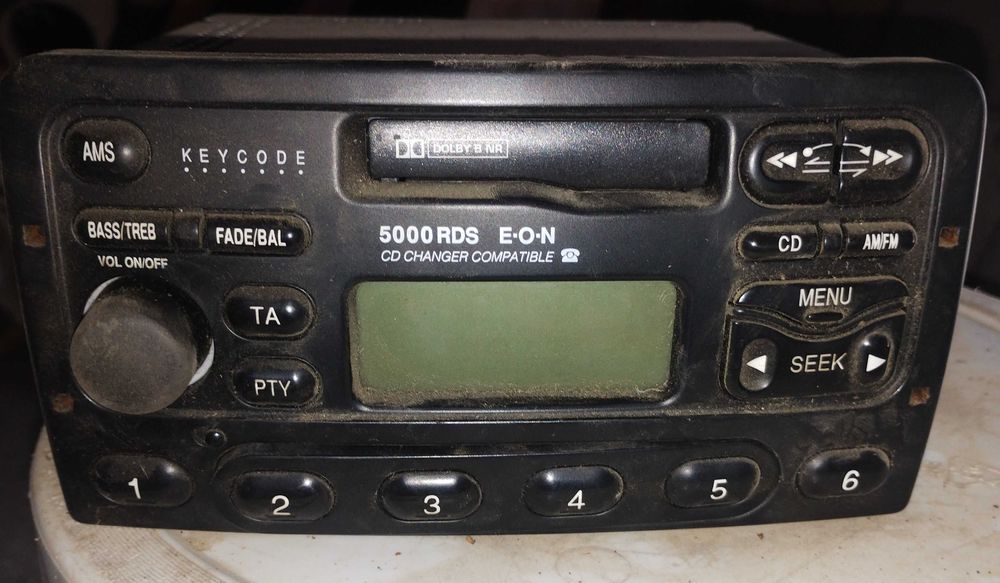 AMS
KEYCODE
DOLBY B NR
BASS/TREB
FADE/BAL
5000 RDS E·O·N
CD CHANGER COMPATIBLE
CD
AM/FM
VOL ON/OFF
TA
PTY
MENU
SEEK
1
2
3
4
5
6